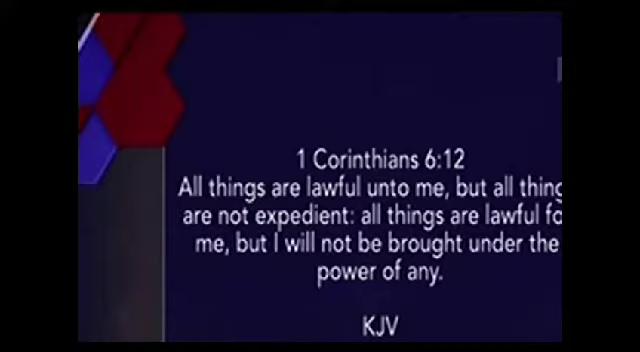 1 Corinthians 6:12
All things are lawful unto me, but all thing
are not expedient: all things are lawful fo
me, but I will not be brought under the
power of any.
KJV